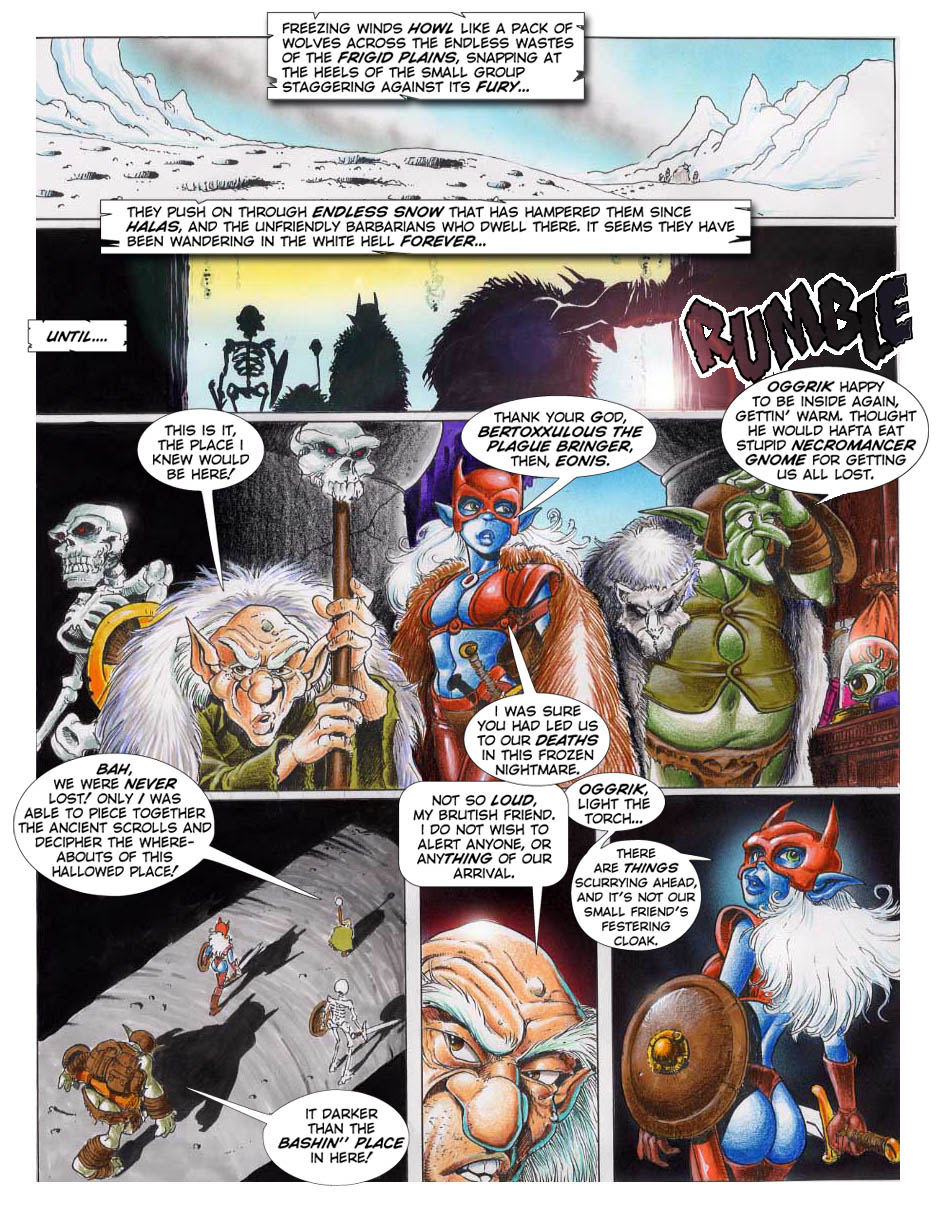 FREEZING WINDS HOWL LIKE A PACK OF
WOLVES ACROSS THE ENDLESS WASTES
OF THE FRIGID PLAINS, SNAPPING AT
THE HEELS OF THE SMALL GROUP
STAGGERING AGAINST ITS FURY...
THEY PUSH ON THROUGH ENDLESS SNOW THAT HAS HAMPERED THEM SINCE
HALAS, AND THE UNFRIENDLY BARBARIANS WHO DWELL THERE. IT SEEMS THEY HAVE
BEEN WANDERING IN THE WHITE HELL FOREVER...
UNTIL....
RUMBLE
THIS IS IT,
THE PLACE I
KNEW WOULD
BE HERE!
THANK YOUR GOD,
BERTOXXULOUS THE
PLAGUE BRINGER,
THEN, EONIS.
OGGRIK HAPPY
TO BE INSIDE AGAIN,
GETTIN' WARM. THOUGHT
HE WOULD HAFTA EAT
STUPID NECROMANCER
GNOME FOR GETTING
US ALL LOST.
I WAS SURE
YOU HAD LED US
TO OUR DEATHS
IN THIS FROZEN
NIGHTMARE.
BAH,
WE WERE NEVER
LOST! ONLY I WAS
ABLE TO PIECE TOGETHER
THE ANCIENT SCROLLS AND
DECIPHER THE WHERE-
ABOUTS OF THIS
HALLOWED PLACE!
IT DARKER
THAN THE
BASHIN'' PLACE
IN HERE!
NOT SO LOUD,
MY BRUTISH FRIEND.
I DO NOT WISH TO
ALERT ANYONE, OR
ANYTHING OF OUR
ARRIVAL.
OGGRIK,
LIGHT THE
TORCH...
THERE
ARE THINGS
SCURRYING AHEAD,
AND IT'S NOT OUR
SMALL FRIEND'S
FESTERING
CLOAK.